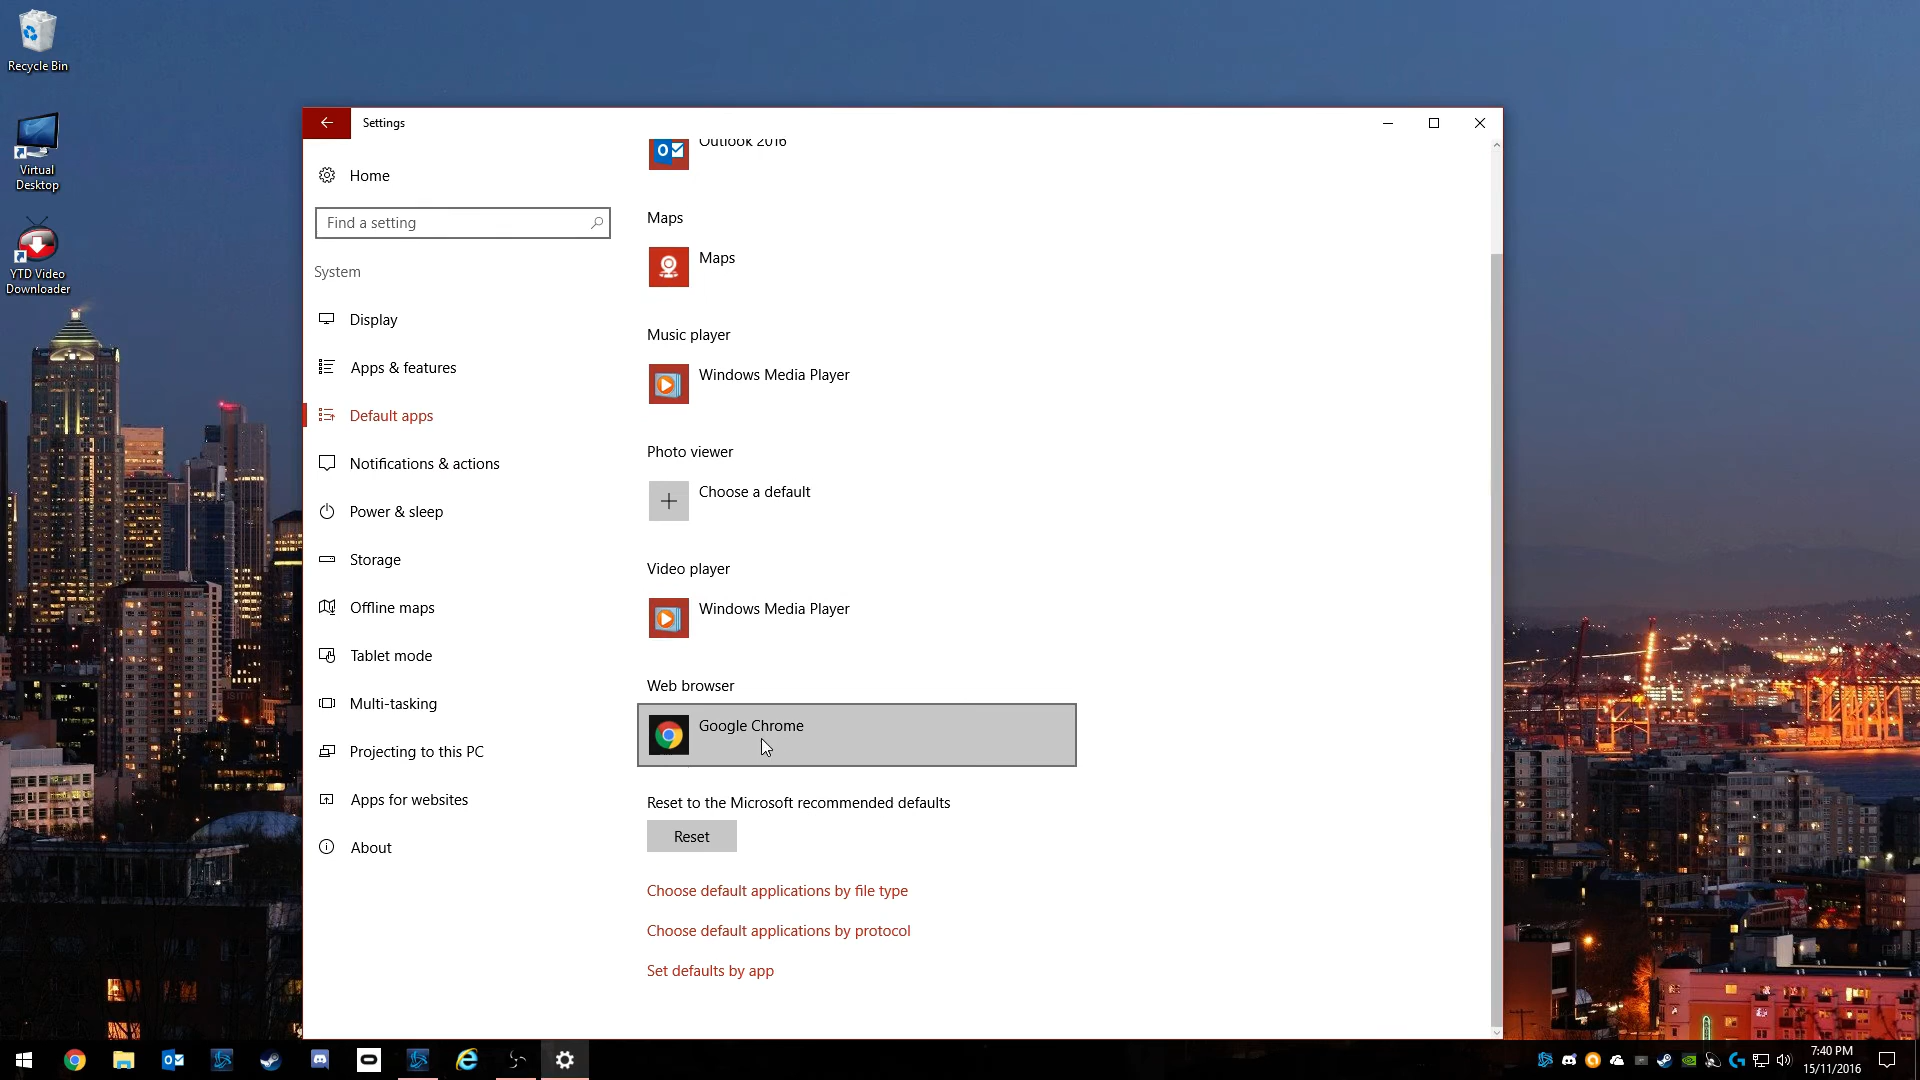 Recycle Bin
Virtual
Desktop
YTD Video
Downloader
Settings
Home
Find a setting
System
Display
Apps & features
Default apps
Notifications & actions
Power & sleep
Storage
Offline maps
Tablet mode
Multi-tasking
Projecting to this PC
Apps for websites
About
Outlook 2016
Maps
Maps
Music player
Windows Media Player
Photo viewer
Choose a default
Video player
Windows Media Player
Web browser
Google Chrome
Reset to the Microsoft recommended defaults
Reset
Choose default applications by file type
Choose default applications by protocol
Set defaults by app
7:40 PM
15/11/2016